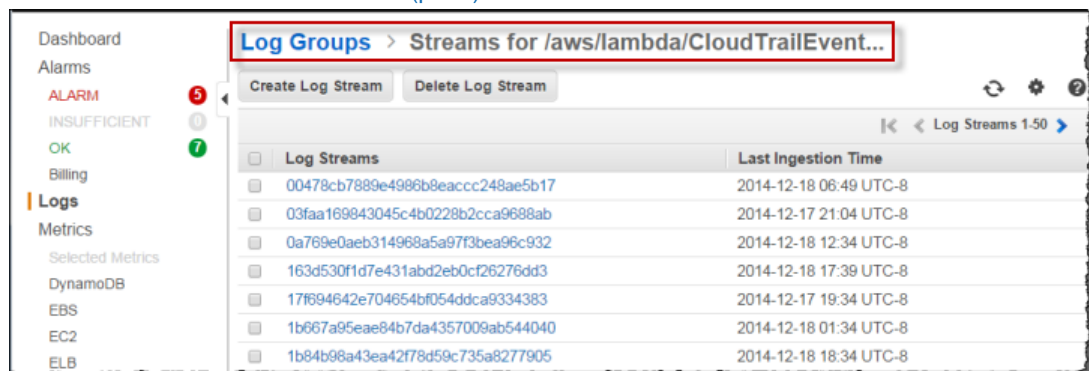 Dashboard
Alarms
ALARM 5
INSUFFICIENT 0
OK 7
Billing
Logs
Metrics
Selected Metrics
DynamoDB
EBS
EC2
ELB
Log Groups > Streams for /aws/lambda/CloudTrailEvent...
Create Log Stream Delete Log Stream
Log Streams 1-50
Log Streams Last Ingestion Time
00478cb7889e4986b8eaccc248ae5b17 2014-12-18 06:49 UTC-8
03faa169843045c4b0228b2cca9688ab 2014-12-17 21:04 UTC-8
0a769e0aeb314968a5a97f3bea96c932 2014-12-18 12:34 UTC-8
163d530f1d7e431abd2eb0cf26276dd3 2014-12-18 17:39 UTC-8
17f694642e704654bf054ddca9334383 2014-12-17 19:34 UTC-8
1b667a95eae84b7da4357009ab544040 2014-12-18 01:34 UTC-8
1b84b98a43ea42f78d59c735a8277905 2014-12-18 18:34 UTC-8